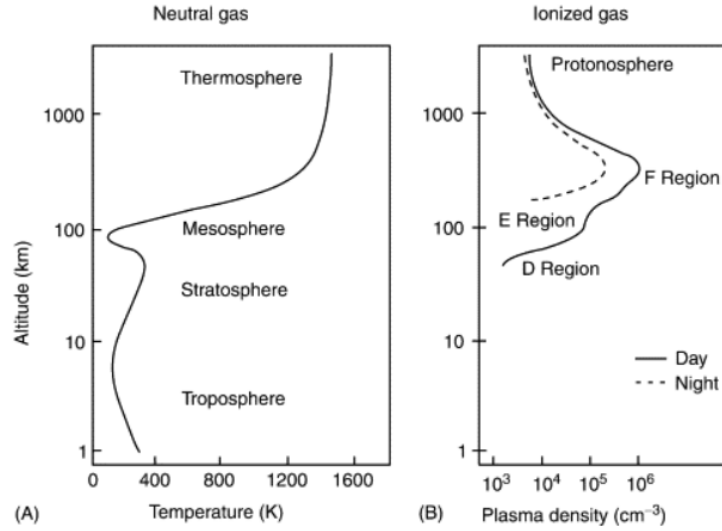 Neutral gas
Ionized gas
Thermosphere
Mesosphere
Stratosphere
Troposphere
Altitude (km)
1000
100
10
1
0
400
800
1200
1600
(A)
Temperature (K)
Protonosphere
F Region
E Region
D Region
Day
Night
1000
100
10
1
10³
10⁴
10⁵
10⁶
(B)
Plasma density (cm⁻³)